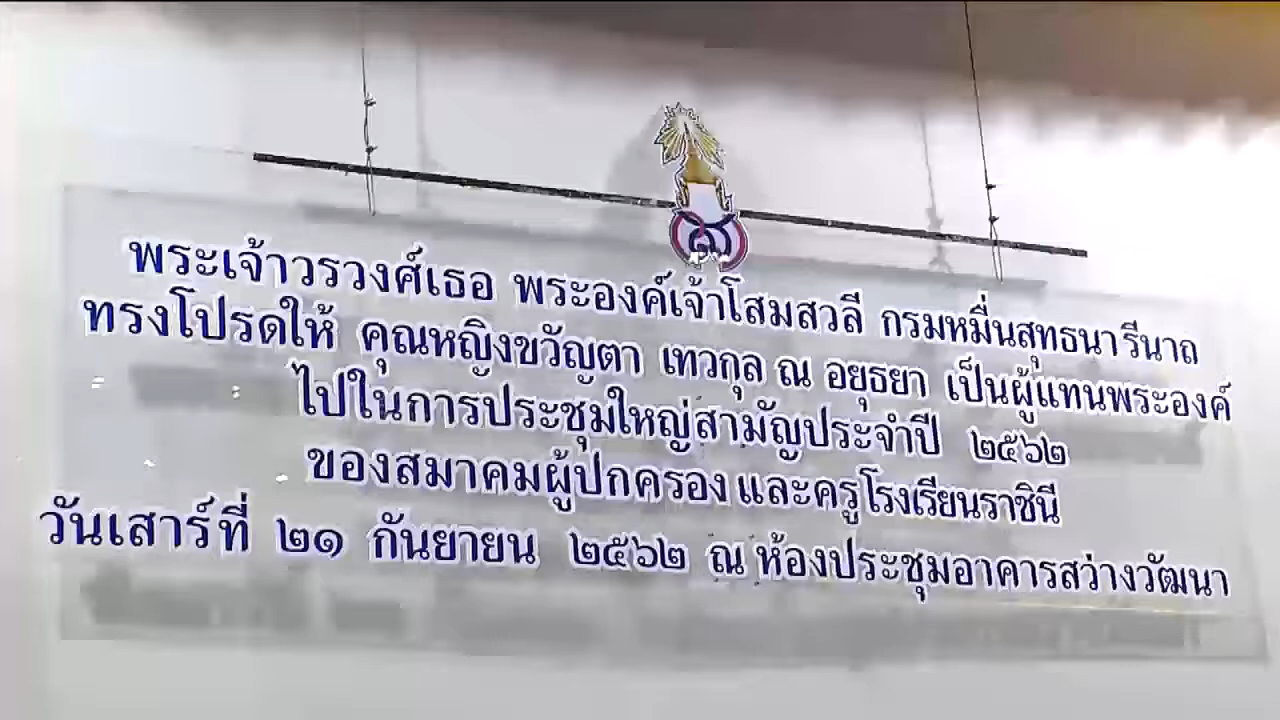 พระเจ้าวรวงศ์เธอ พระองค์เจ้าโสมสวลี กรมหมื่นสุทธนารีนาถ
ทรงโปรดให้ คุณหญิงขวัญตา เทวกุล ณ อยุธยา เป็นผู้แทนพระองค์
ไปในการประชุมใหญ่สามัญประจำปี ๒๕๖๒
ของสมาคมผู้ปกครองและครูโรงเรียนราชินี
วันเสาร์ที่ ๒๑ กันยายน ๒๕๖๒ ณ ห้องประชุมอาคารสว่างวัฒนา